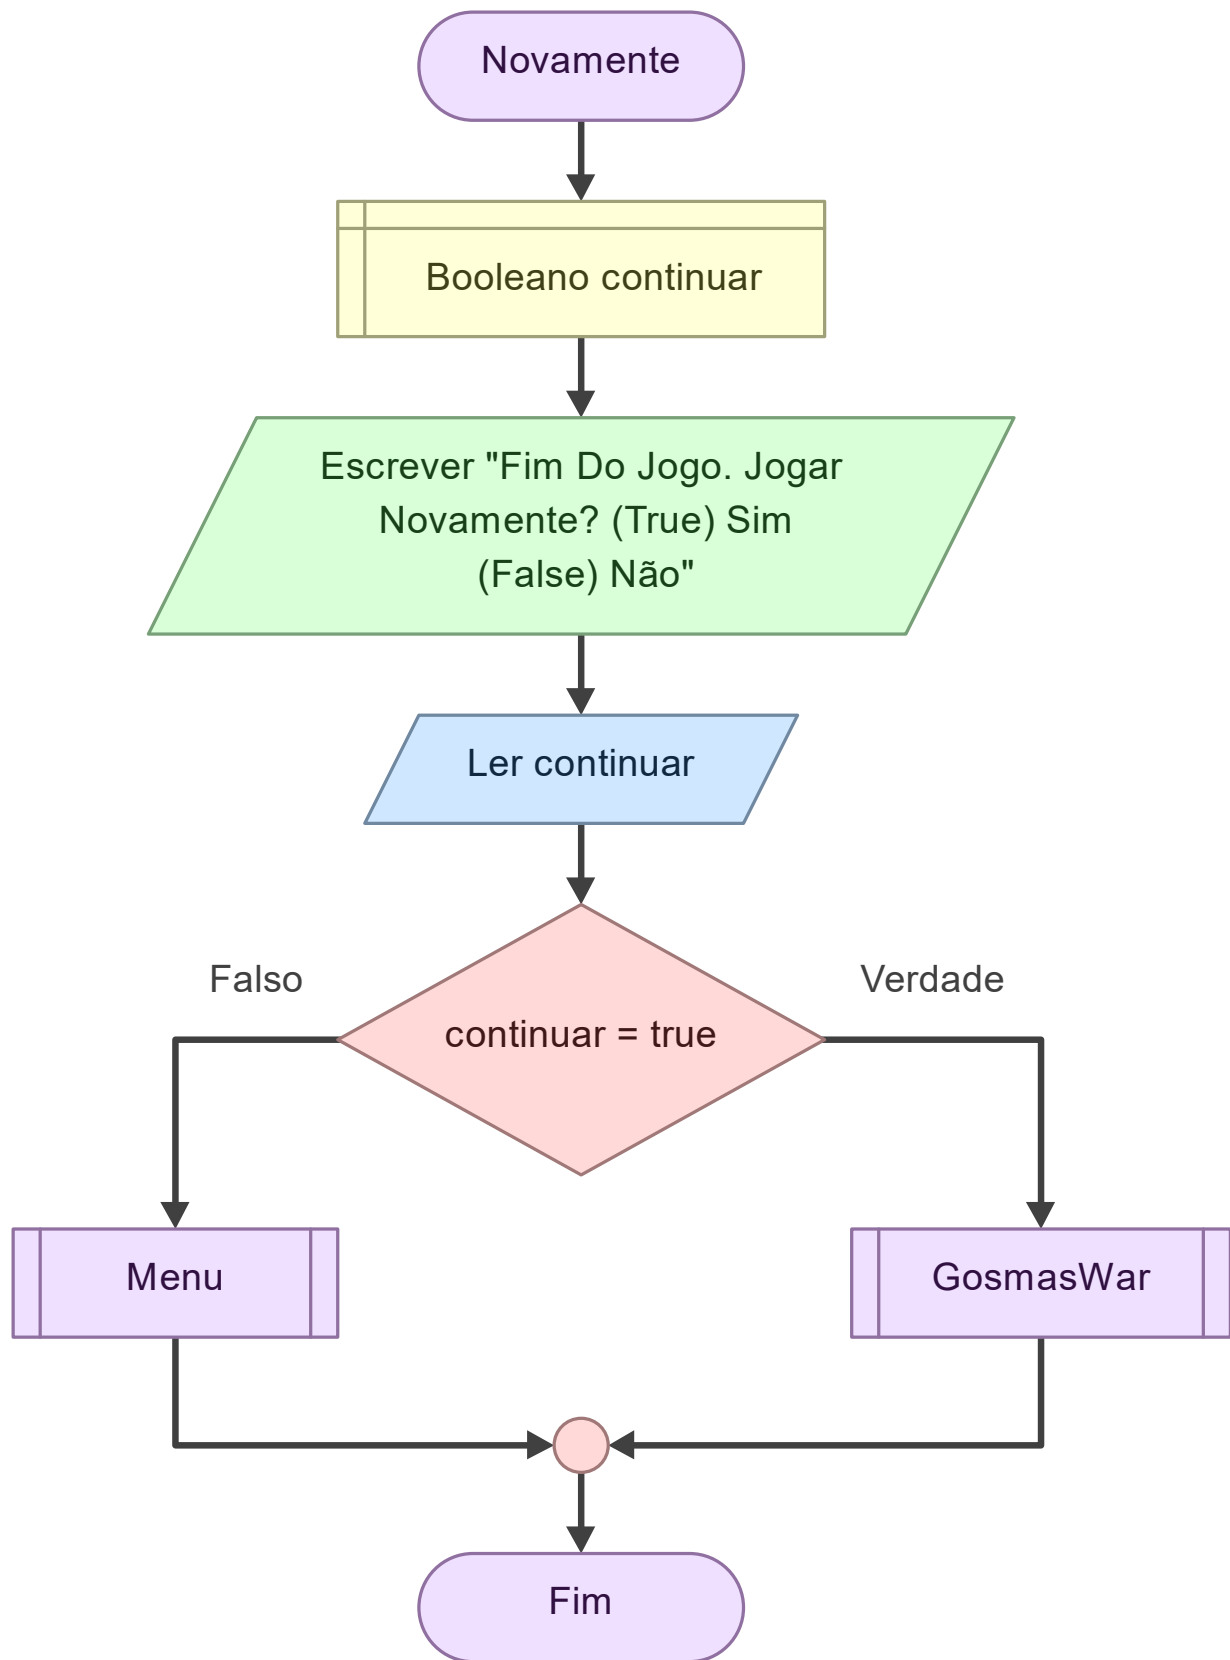 Novamente
Booleano continuar
Escrever "Fim Do Jogo. Jogar
Novamente? (True) Sim
(False) Não"
Ler continuar
Falso
Verdade
continuar = true
Menu
GosmasWar
Fim